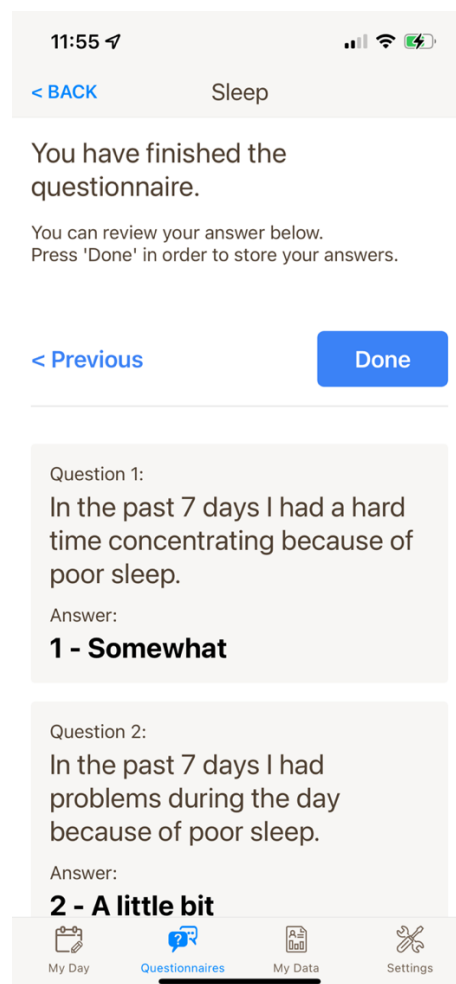 11:55
< BACK
Sleep
You have finished the
questionnaire.
You can review your answer below.
Press 'Done' in order to store your answers.
< Previous
Done
Question 1:
In the past 7 days I had a hard
time concentrating because of
poor sleep.
Answer:
1 - Somewhat
Question 2:
In the past 7 days I had
problems during the day
because of poor sleep.
Answer:
2 - A little bit
My Day
Questionnaires
My Data
Settings